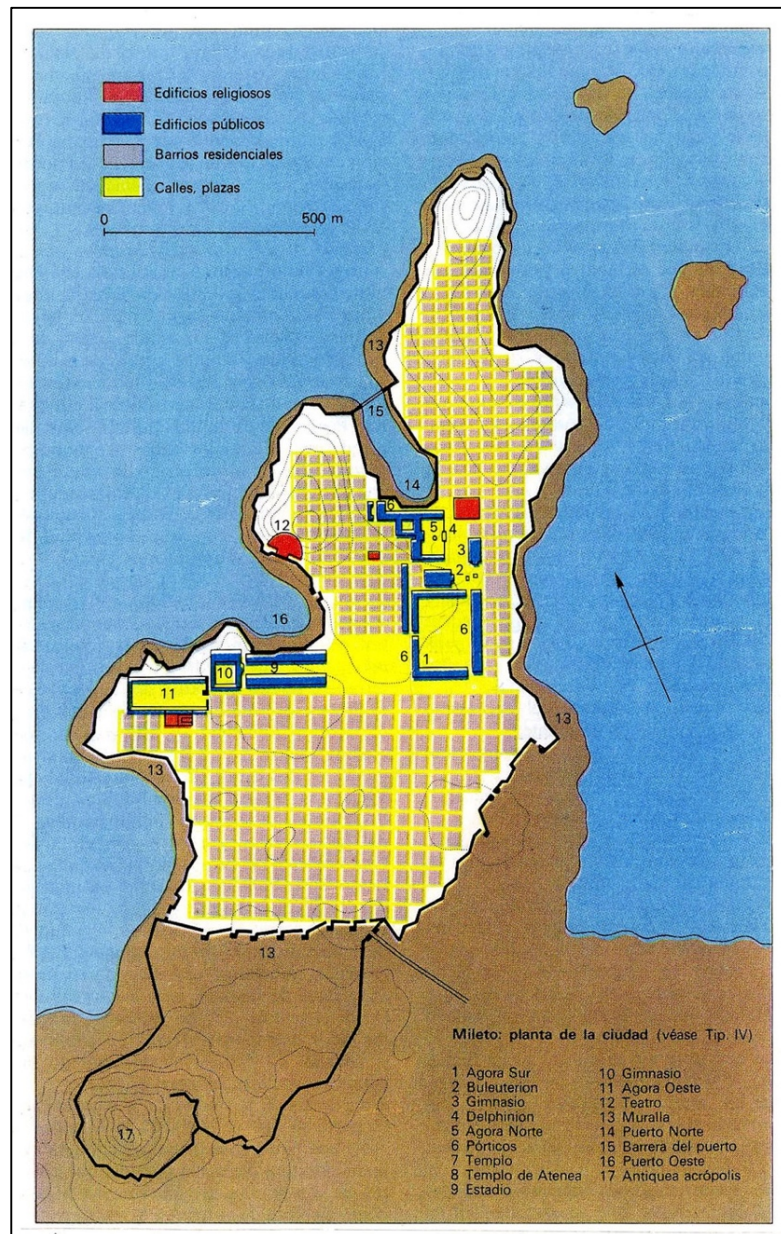 Edificios religiosos
Edificios públicos
Barrios residenciales
Calles, plazas
0 500 m
13
15
14
6
5
4
12
3
2
16
6
6
1
9
10
11
13
13
13
17
Mileto: planta de la ciudad (véase Tip. IV)
1 Agora Sur
2 Buleuterion
3 Gimnasio
4 Delphinion
5 Agora Norte
6 Pórticos
7 Templo
8 Templo de Atenea
9 Estadio
10 Gimnasio
11 Agora Oeste
12 Teatro
13 Muralla
14 Puerto Norte
15 Barrera del puerto
16 Puerto Oeste
17 Antiquea acrópolis